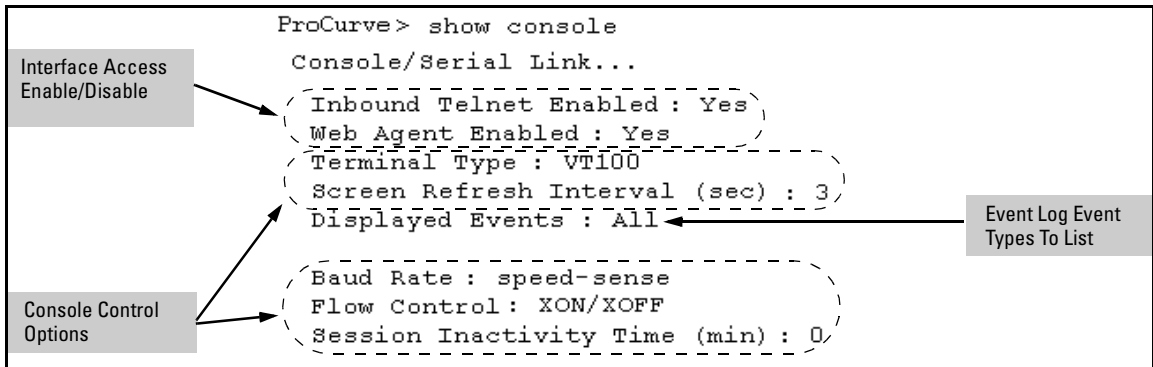 ProCurve> show console
Console/Serial Link...
Interface Access
Enable/Disable
Inbound Telnet Enabled : Yes
Web Agent Enabled : Yes
Terminal Type : VT100
Screen Refresh Interval (sec) : 3
Displayed Events : All
Event Log Event
Types To List
Baud Rate : speed-sense
Flow Control : XON/XOFF
Session Inactivity Time (min) : 0
Console Control
Options